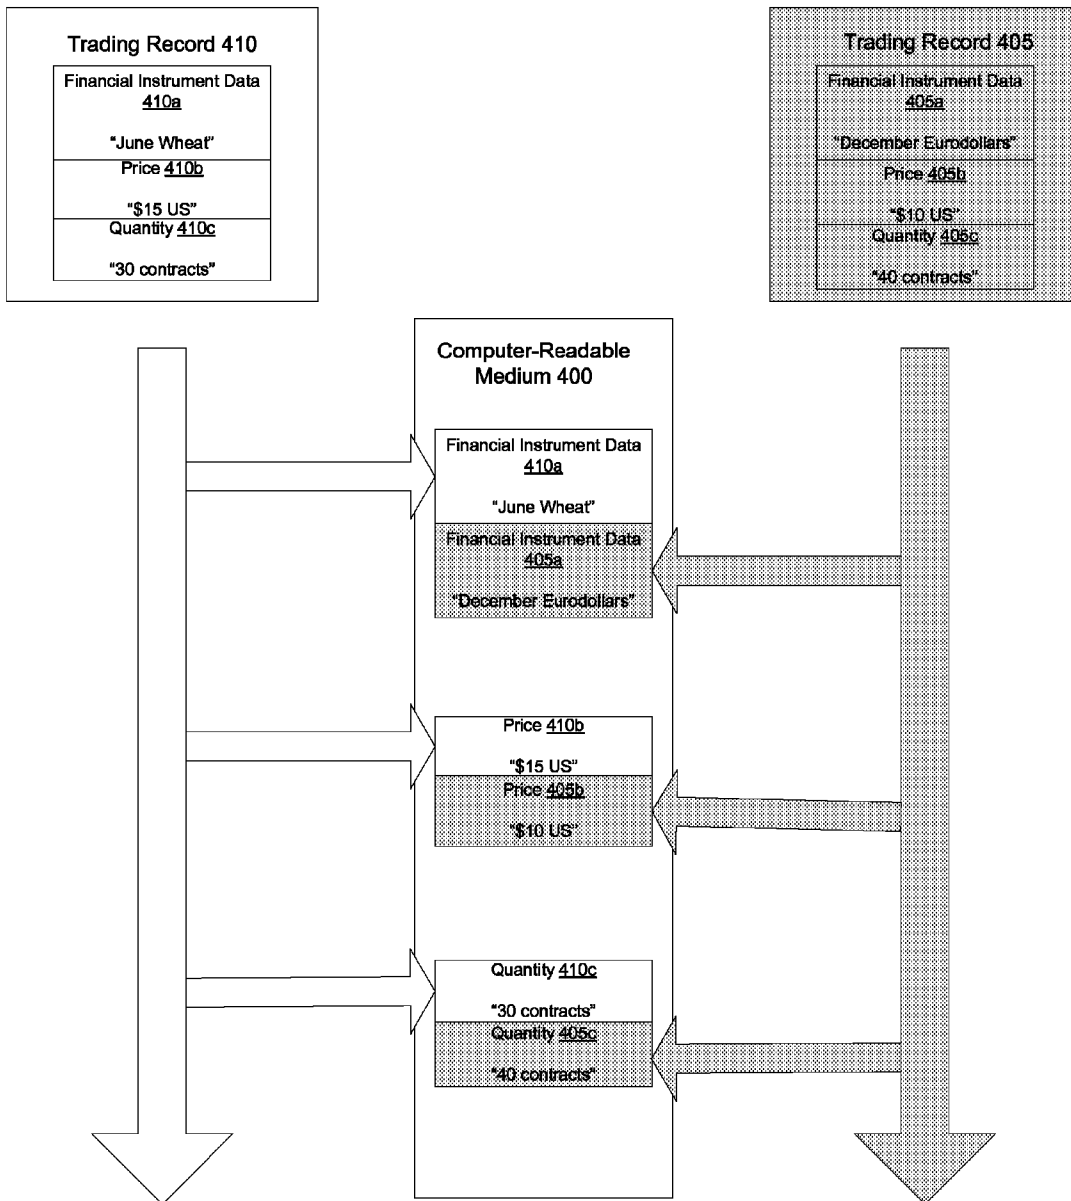 Trading Record 410
Financial Instrument Data
410a
"June Wheat"
Price 410b
"$15 US"
Quantity 410c
"30 contracts"
Trading Record 405
Financial Instrument Data
405a
"December Eurodollars"
Price 405b
"$10 US"
Quantity 405c
"40 contracts"
Computer-Readable
Medium 400
Financial Instrument Data
410a
"June Wheat"
Financial Instrument Data
405a
"December Eurodollars"
Price 410b
"$15 US"
Price 405b
"$10 US"
Quantity 410c
"30 contracts"
Quantity 405c
"40 contracts"